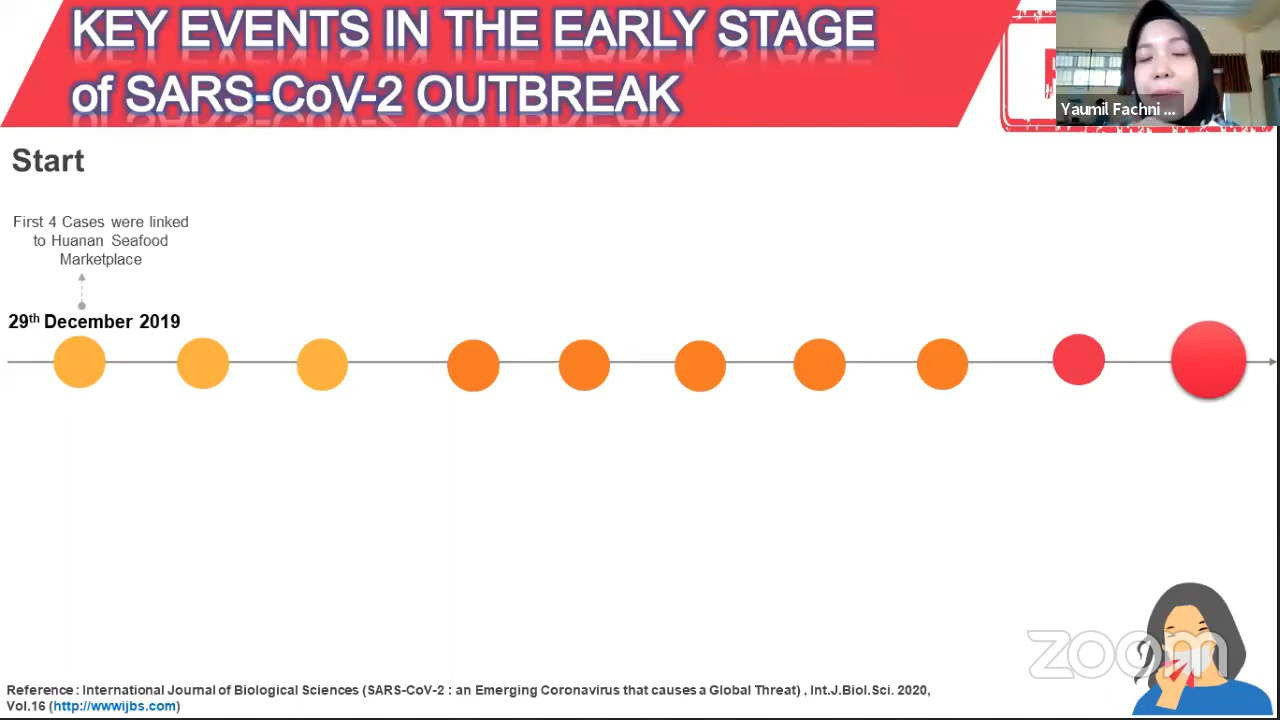 KEY EVENTS IN THE EARLY STAGE
of SARS-CoV-2 OUTBREAK
Yaumil Fachni ...
Start
First 4 Cases were linked
to Huanan Seafood
Marketplace
29th December 2019
zoom
Reference : International Journal of Biological Sciences (SARS-CoV-2 : an Emerging Coronavirus that causes a Global Threat) , Int.J.Biol.Sci. 2020,
Vol.16 (http://wwwijbs.com)